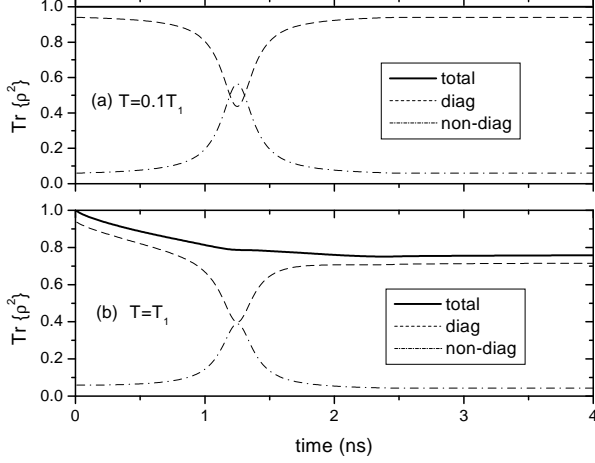 1.0
0.8
0.6
0.4
0.2
0.0
Tr {ρ²}
(a) T=0.1T₁
total
diag
non-diag
1.0
0.8
0.6
0.4
0.2
0.0
Tr {ρ²}
(b) T=T₁
total
diag
non-diag
0 1 2 3 4
time (ns)